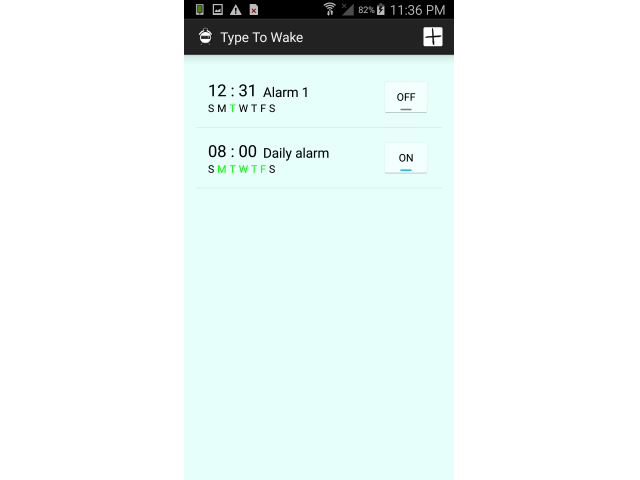 82% 11:36 PM
Type To Wake
12 : 31 Alarm 1
OFF
S M T W T F S
08 : 00 Daily alarm
ON
S M T W T F S